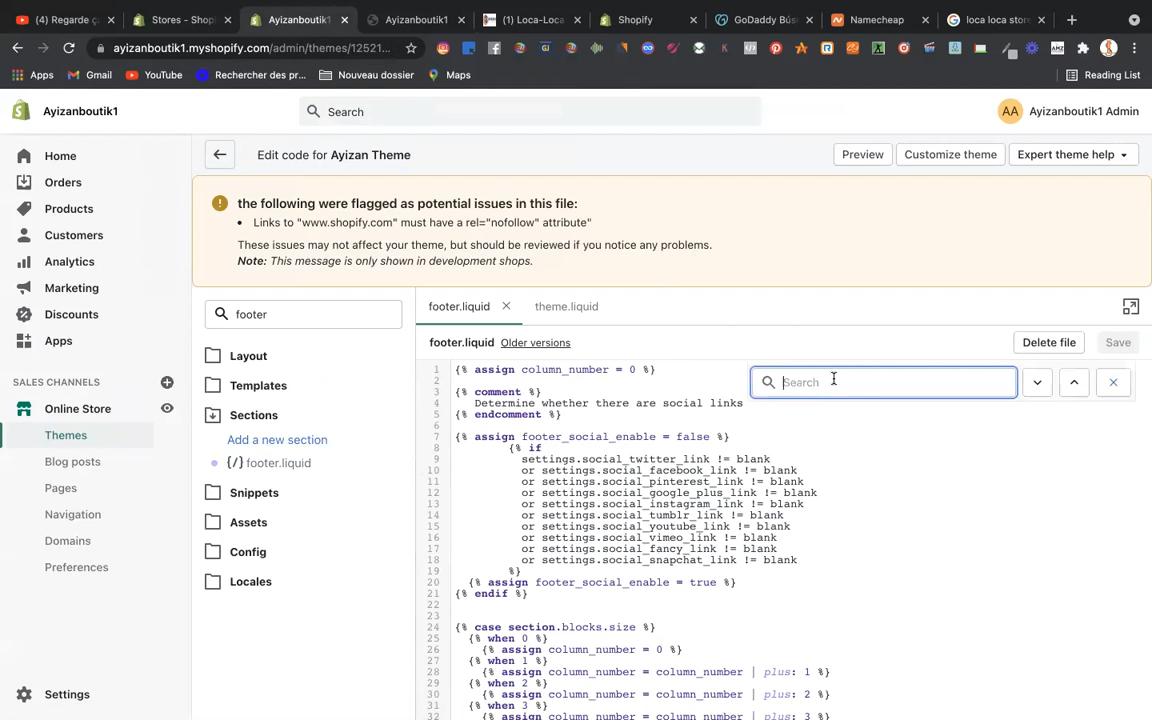 Regarde ç
Stores - Shop
Ayizanboutik1
Ayizanboutik1
(1) Loca-Loca
Shopify
GoDaddy Bús
Namecheap
loca loca store
ayizanboutik1.myshopify.com/admin/themes/12521...
Apps
Gmail
YouTube
Rechercher des pr...
Nouveau dossier
Maps
Reading List
Ayizanboutik1
Search
AA
Ayizanboutik1 Admin
Home
Orders
Products
Customers
Analytics
Marketing
Discounts
Apps
SALES CHANNELS
Online Store
Themes
Blog posts
Pages
Navigation
Domains
Preferences
Settings
Edit code for Ayizan Theme
Preview
Customize theme
Expert theme help
the following were flagged as potential issues in this file:
• Links to "www.shopify.com" must have a rel="nofollow" attribute"
These issues may not affect your theme, but should be reviewed if you notice any problems.
Note: This message is only shown in development shops.
footer
Layout
Templates
Sections
Add a new section
{/} footer.liquid
Snippets
Assets
Config
Locales
footer.liquid
theme.liquid
footer.liquid Older versions
Delete file
Save
Search
1 {% assign column_number = 0 %}
2
3 {% comment %}
4 Determine whether there are social links
5 {% endcomment %}
6
7 {% assign footer_social_enable = false %}
8 {% if
9 settings.social_twitter_link != blank
10 or settings.social_facebook_link != blank
11 or settings.social_pinterest_link != blank
12 or settings.social_google_plus_link != blank
13 or settings.social_instagram_link != blank
14 or settings.social_tumblr_link != blank
15 or settings.social_youtube_link != blank
16 or settings.social_vimeo_link != blank
17 or settings.social_fancy_link != blank
18 or settings.social_snapchat_link != blank
19 %}
20 {% assign footer_social_enable = true %}
21 {% endif %}
22
23
24 {% case section.blocks.size %}
25 {% when 0 %}
26 {% assign column_number = 0 %}
27 {% when 1 %}
28 {% assign column_number = column_number | plus: 1 %}
29 {% when 2 %}
30 {% assign column_number = column_number | plus: 2 %}
31 {% when 3 %}
32 {% assign column_number = column_number | plus: 3 %}